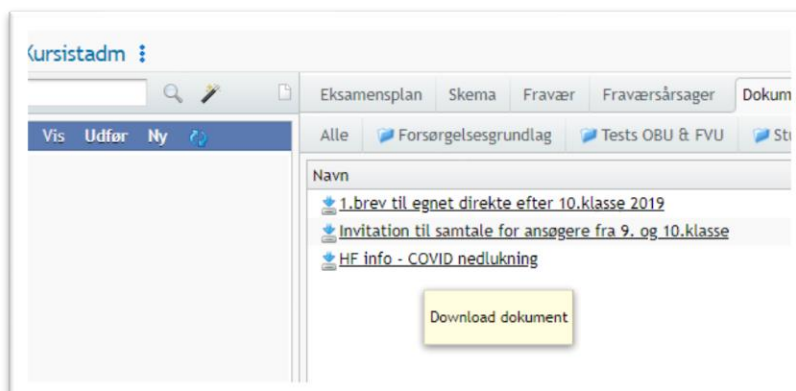 Kursistadm
Eksamensplan Skema Fravær Fraværsårsager Dokum
Vis Udfør Ny
Alle Forsørgelsesgrundlag Tests OBU & FVU Stu
Navn
1.brev til egnet direkte efter 10.klasse 2019
Invitation til samtale for ansøgere fra 9. og 10.klasse
HF info - COVID nedlukning
Download dokument